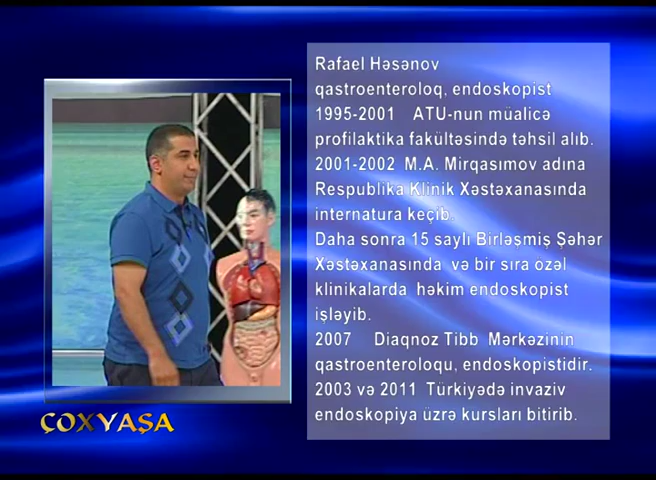 Rafael Həsənov
qastroenteroloq, endoskopist
1995-2001 ATU-nun müalicə
profilaktika fakültəsində təhsil alıb.
2001-2002 M.A. Mirqasımov adına
Respublika Klinik Xəstəxanasında
internatura keçib.
Daha sonra 15 saylı Birləşmiş Şəhər
Xəstəxanasında və bir sıra özəl
klinikalarda həkim endoskopist
işləyib.
2007 Diaqnoz Tibb Mərkəzinin
qastroenteroloqu, endoskopistidir.
2003 və 2011 Türkiyədə invaziv
endoskopiya üzrə kursları bitirib.
ÇOXYAŞA